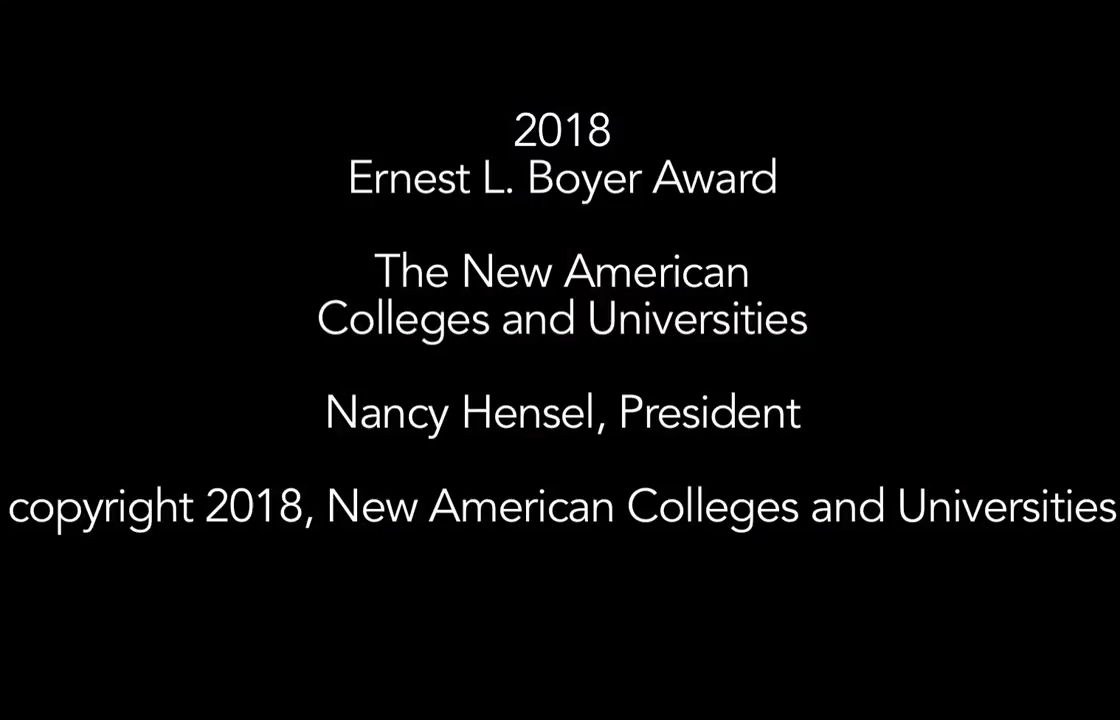 2018
Ernest L. Boyer Award
The New American
Colleges and Universities
Nancy Hensel, President
copyright 2018, New American Colleges and Universities